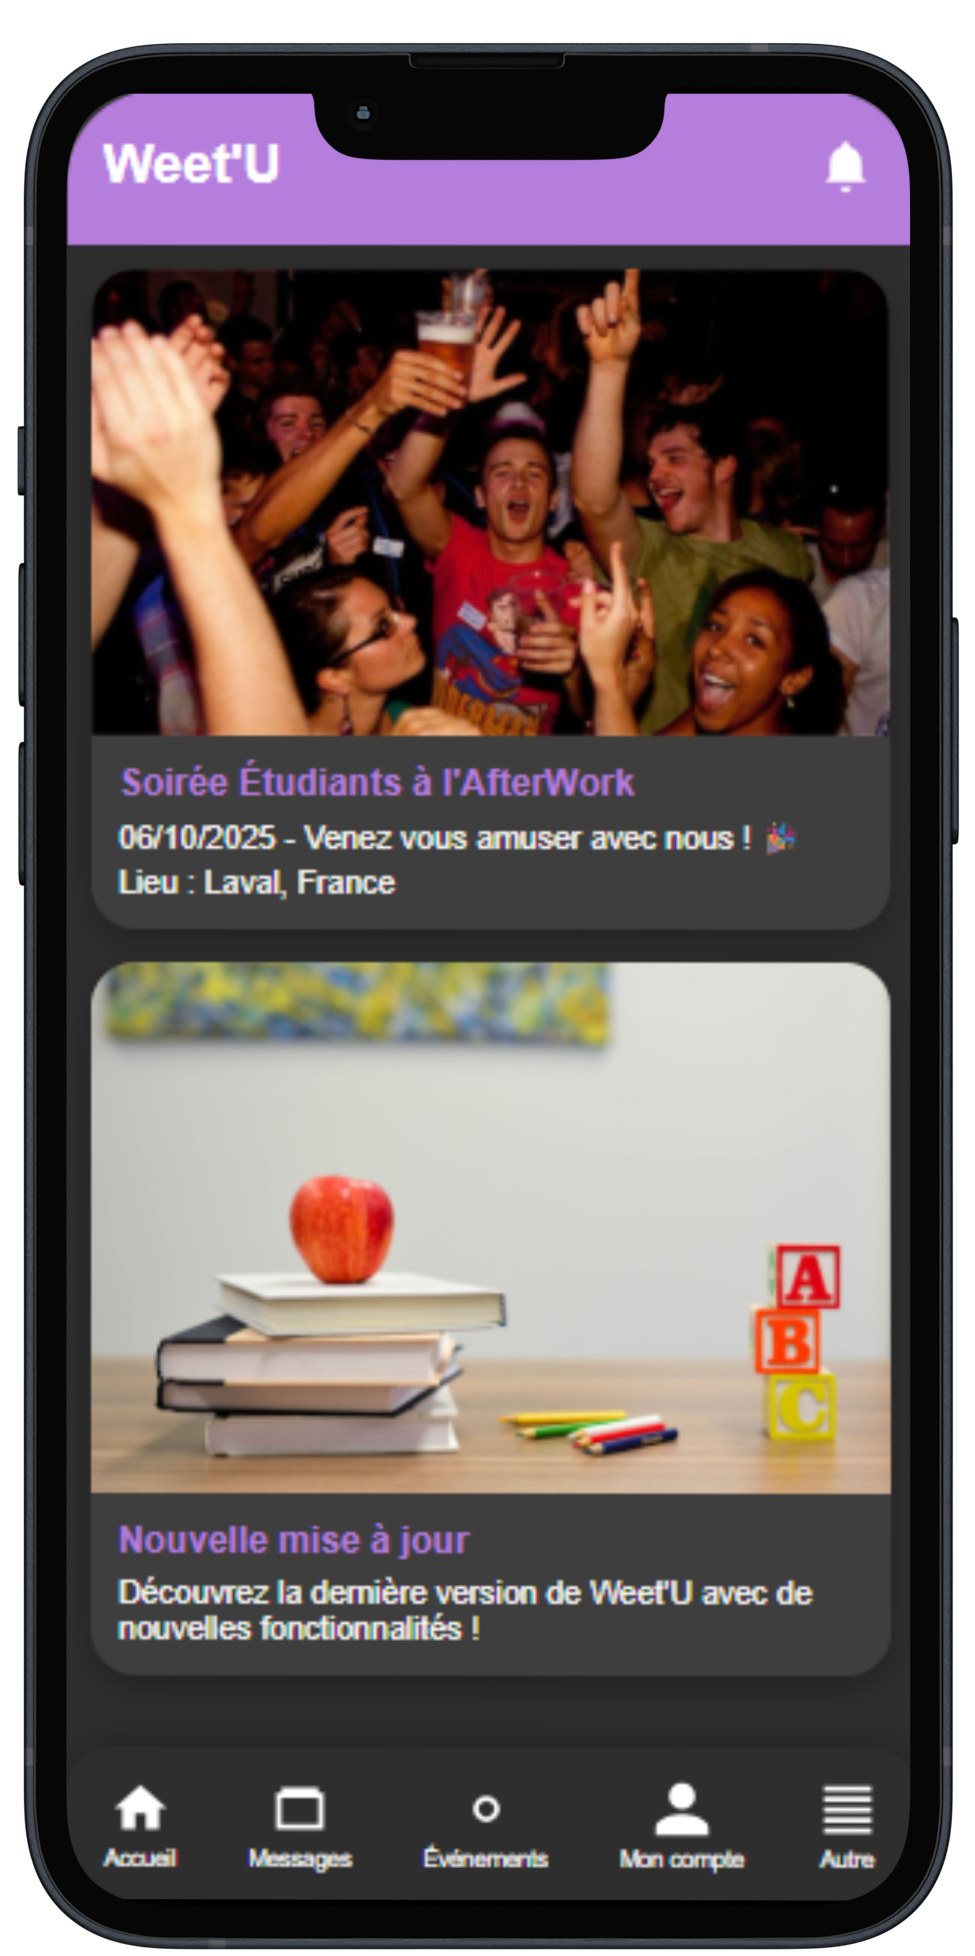 Weet'U
Soirée Étudiants à l'AfterWork
06/10/2025 - Venez vous amuser avec nous ! 🎉
Lieu : Laval, France
A
B
C
Nouvelle mise à jour
Découvrez la dernière version de Weet'U avec de
nouvelles fonctionnalités !
Accueil Messages Événements Mon compte Autre